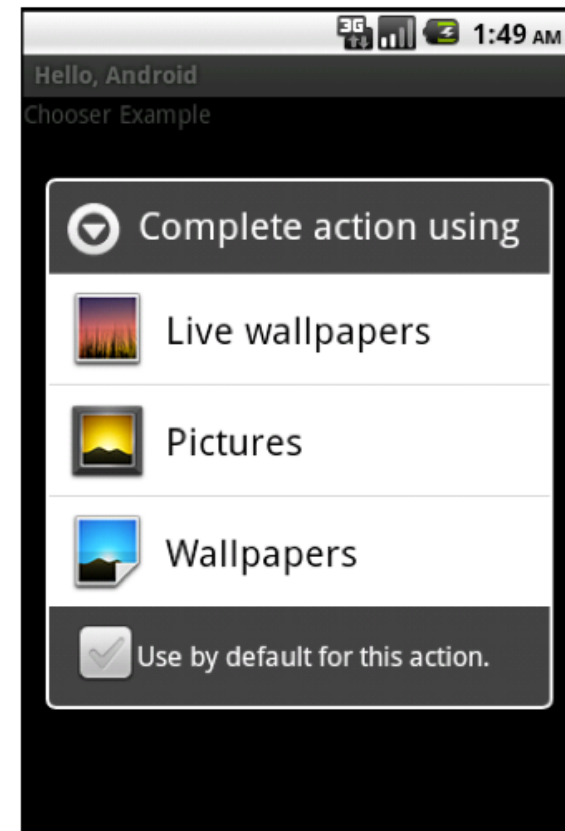 3G 1:49 AM
Hello, Android
Chooser Example
Complete action using
Live wallpapers
Pictures
Wallpapers
Use by default for this action.